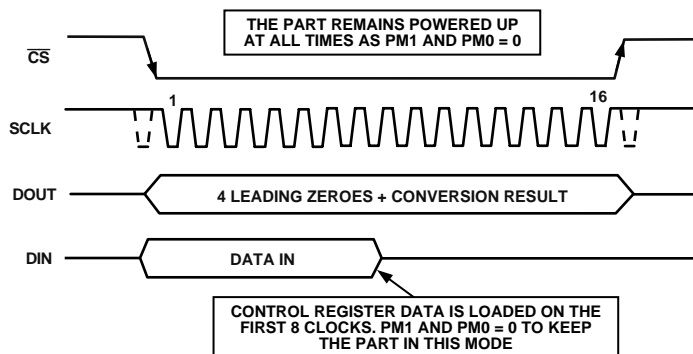 THE PART REMAINS POWERED UP
AT ALL TIMES AS PM1 AND PM0 = 0
CS
1
16
SCLK
DOUT
4 LEADING ZEROES + CONVERSION RESULT
DIN
DATA IN
CONTROL REGISTER DATA IS LOADED ON THE
FIRST 8 CLOCKS. PM1 AND PM0 = 0 TO KEEP
THE PART IN THIS MODE